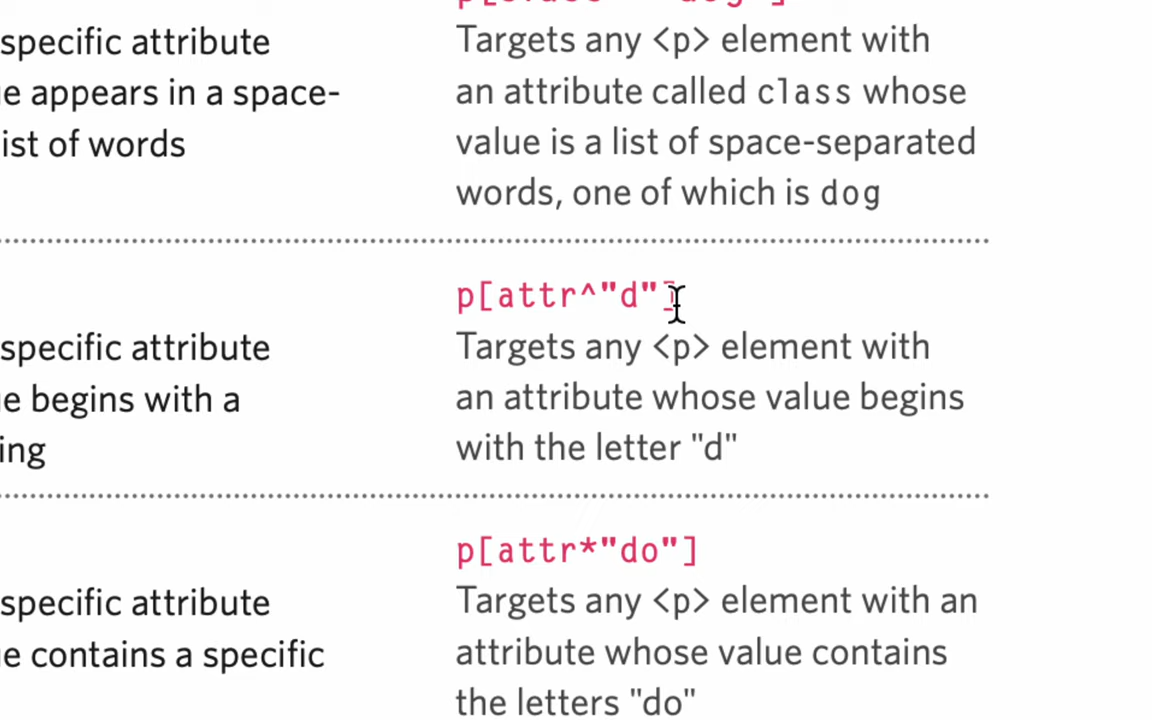 specific attribute
e appears in a space-
ist of words
Targets any <p> element with
an attribute called class whose
value is a list of space-separated
words, one of which is dog
p[attr^"d"]
specific attribute
e begins with a
ing
Targets any <p> element with
an attribute whose value begins
with the letter "d"
p[attr*"do"]
specific attribute
e contains a specific
Targets any <p> element with an
attribute whose value contains
the letters "do"